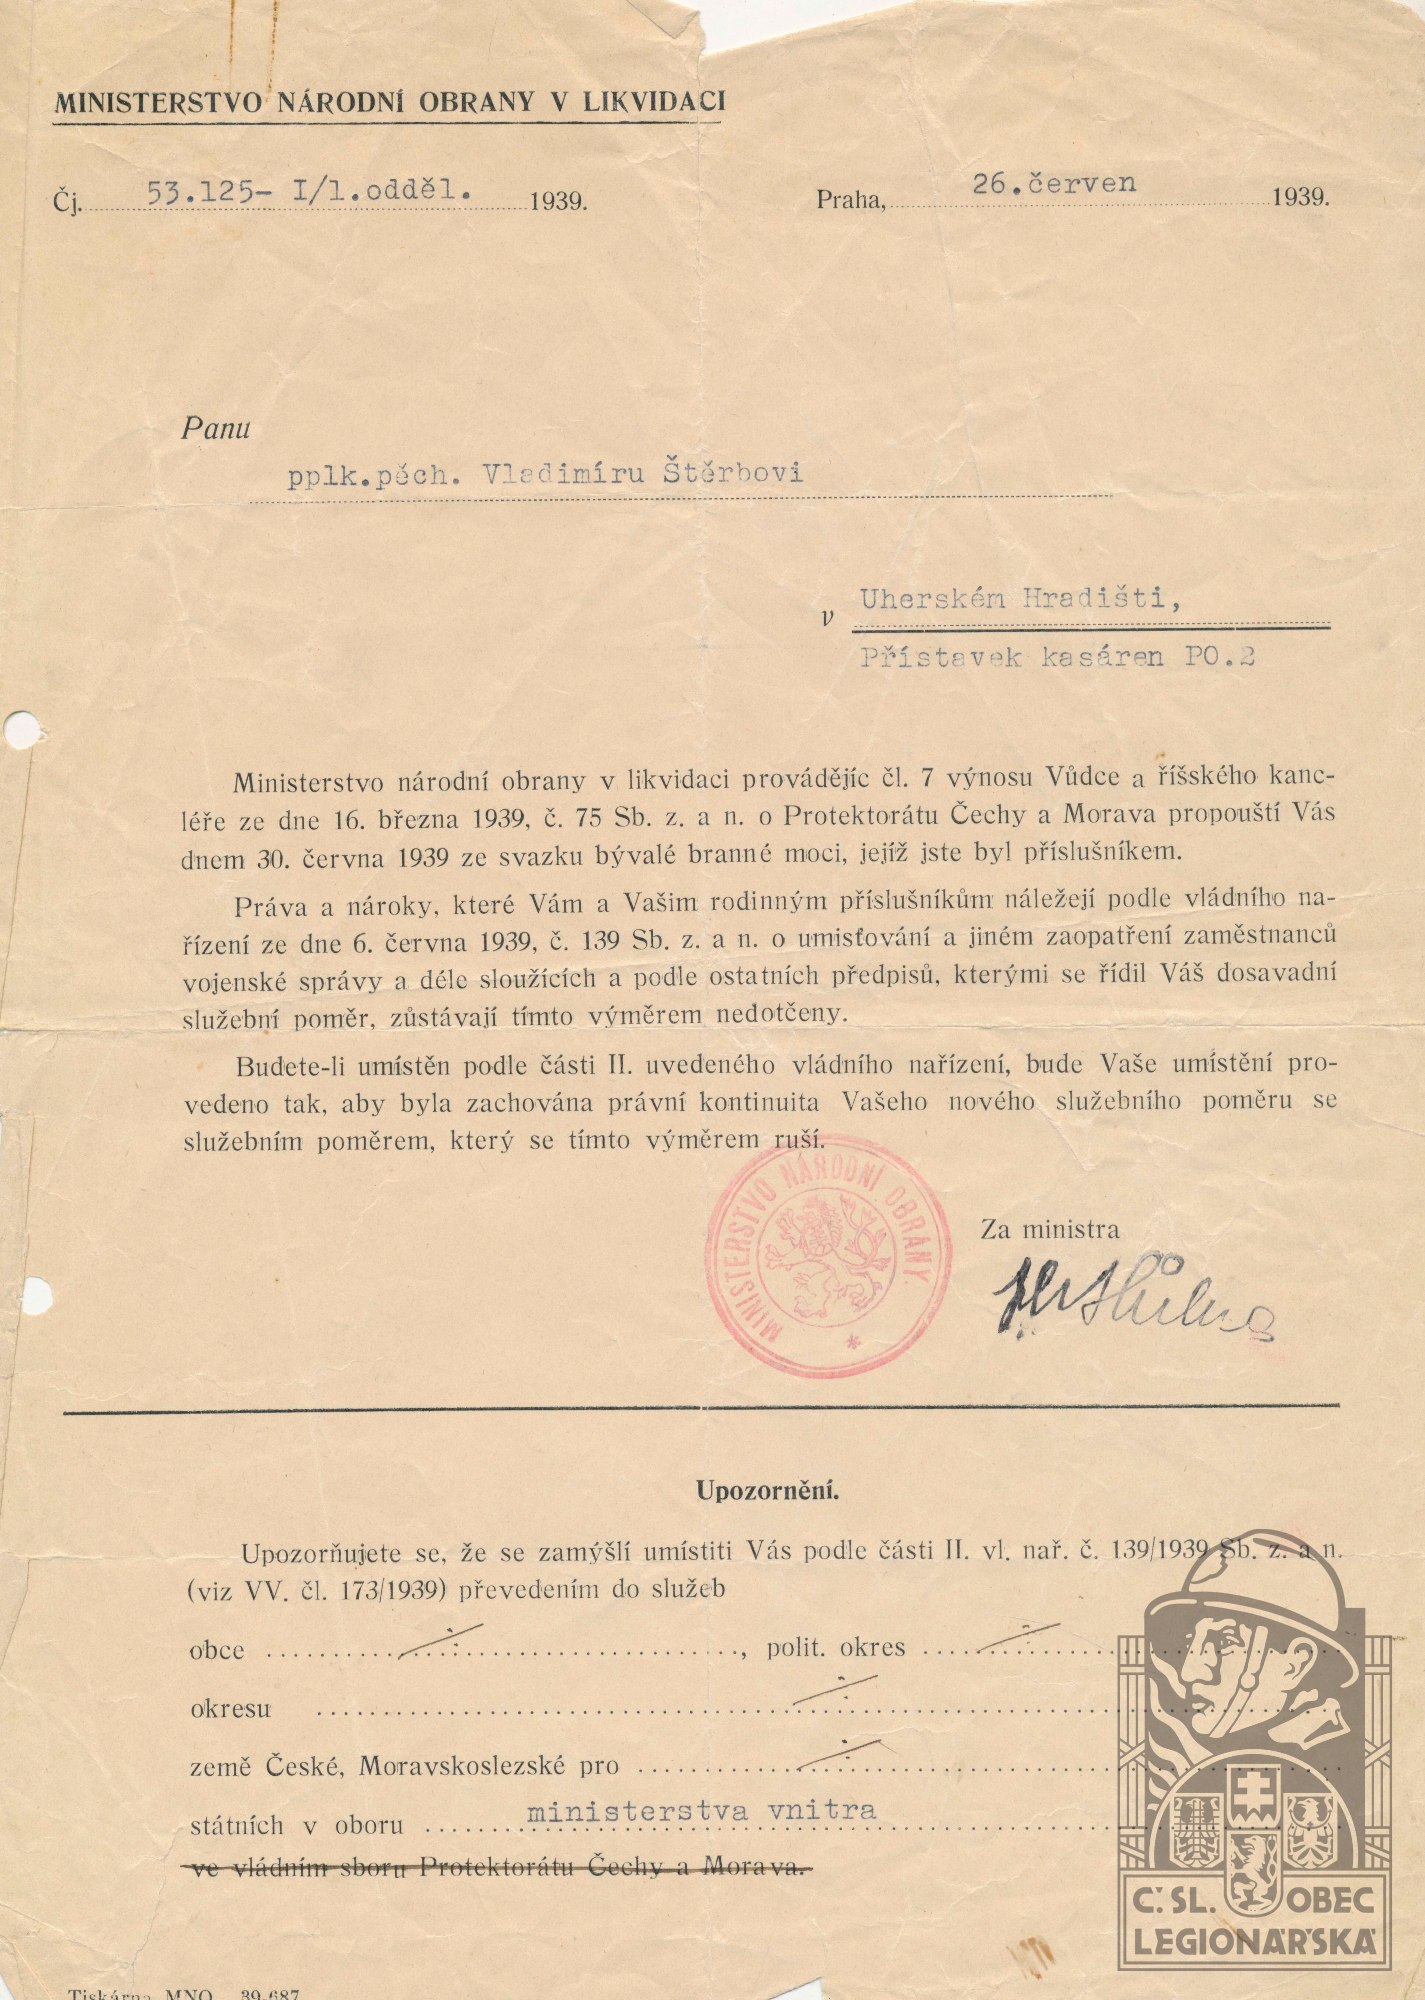 MINISTERSTVO NÁRODNÍ OBRANY V LIKVIDACI
Čj. 53.125- I/1.odděl. 1939. Praha, 26.červen 1939.
Panu
pplk.pěch. Vladimíru Štěrbovi
v Uherském Hradišti,
Přístavek kasáren PO.2
Ministerstvo národní obrany v likvidaci provádějíc čl. 7 výnosu Vůdce a říšského kanc-
léře ze dne 16. března 1939, č. 75 Sb. z. a n. o Protektorátu Čechy a Morava propouští Vás
dnem 30. června 1939 ze svazku bývalé branné moci, jejíž jste byl příslušníkem.
Práva a nároky, které Vám a Vašim rodinným příslušníkům náležejí podle vládního na-
řízení ze dne 6. června 1939, č. 139 Sb. z. a n. o umisťování a jiném zaopatření zaměstnanců
vojenské správy a déle sloužících a podle ostatních předpisů, kterými se řídil Váš dosavadní
služební poměr, zůstávají tímto výměrem nedotčeny.
Budete-li umístěn podle části II. uvedeného vládního nařízení, bude Vaše umístění pro-
vedeno tak, aby byla zachována právní kontinuita Vašeho nového služebního poměru se
služebním poměrem, který se tímto výměrem ruší.
MINISTERSTVO NÁRODNÍ OBRANY.
Za ministra
Upozornění.
Upozorňujete se, že se zamýšlí umístiti Vás podle části II. vl. nař. č. 139/1939 Sb. z. a n.
(viz VV. čl. 173/1939) převedením do služeb
obce ........, polit. okres ........
okresu ........
země České, Moravskoslezské pro ........
státních v oboru ministerstva vnitra
ve vládním sboru Protektorátu Čechy a Morava.
Č. SL. OBEC
LEGIONÁŘSKÁ
Tiskárna MNO 39-687